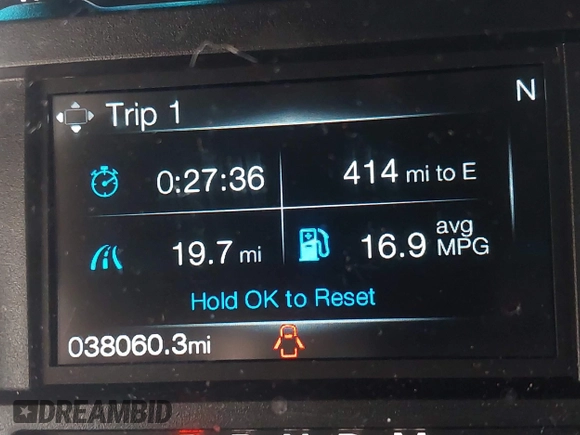 Trip 1
N
0:27:36
414 mi to E
19.7 mi
16.9 avg MPG
Hold OK to Reset
038060.3mi
DREAMBID